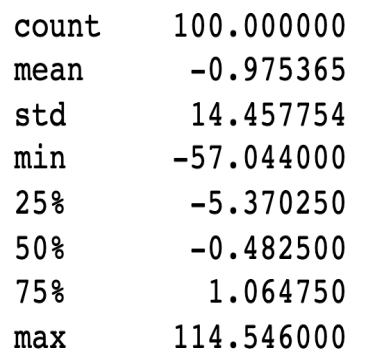 count 100.000000
mean -0.975365
std 14.457754
min -57.044000
25% -5.370250
50% -0.482500
75% 1.064750
max 114.546000